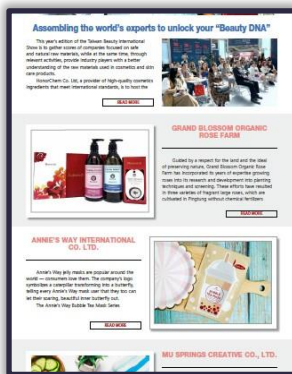 Assembling the world's experts to unlock your "Beauty DNA"
This year's edition of the Taiwan Beauty International
Show is to gather scores of companies focused on safe
and natural raw materials, while at the same time, through
relevant activities, provide industry players with a better
understanding of the raw materials used in cosmetics and skin
care products.
HonorChem Co. Ltd, a provider of high-quality cosmetics
ingredients that meet international standards, is to host the
READ MORE
GRAND BLOSSOM ORGANIC
ROSE FARM
Guided by a respect for the land and the ideal
of preserving nature, Grand Blossom Organic Rose
Farm has incorporated its years of expertise growing
roses into its research and development into planting
techniques and screening. These efforts have resulted
in three varieties of fragrant large roses, which are
cultivated in Pingtung without chemical fertilizers
READ MORE
ANNIE'S WAY INTERNATIONAL
CO. LTD.
Annie's Way jelly masks are popular around the
world — consumers love them. The company's logo
symbolizes a caterpillar transforming into a butterfly,
telling every Annie's Way mask user that they too can
let their soaring, beautiful inner butterfly out.
The Annie's Way Bubble Tea Mask Series
READ MORE
MU SPRINGS CREATIVE CO., LTD.